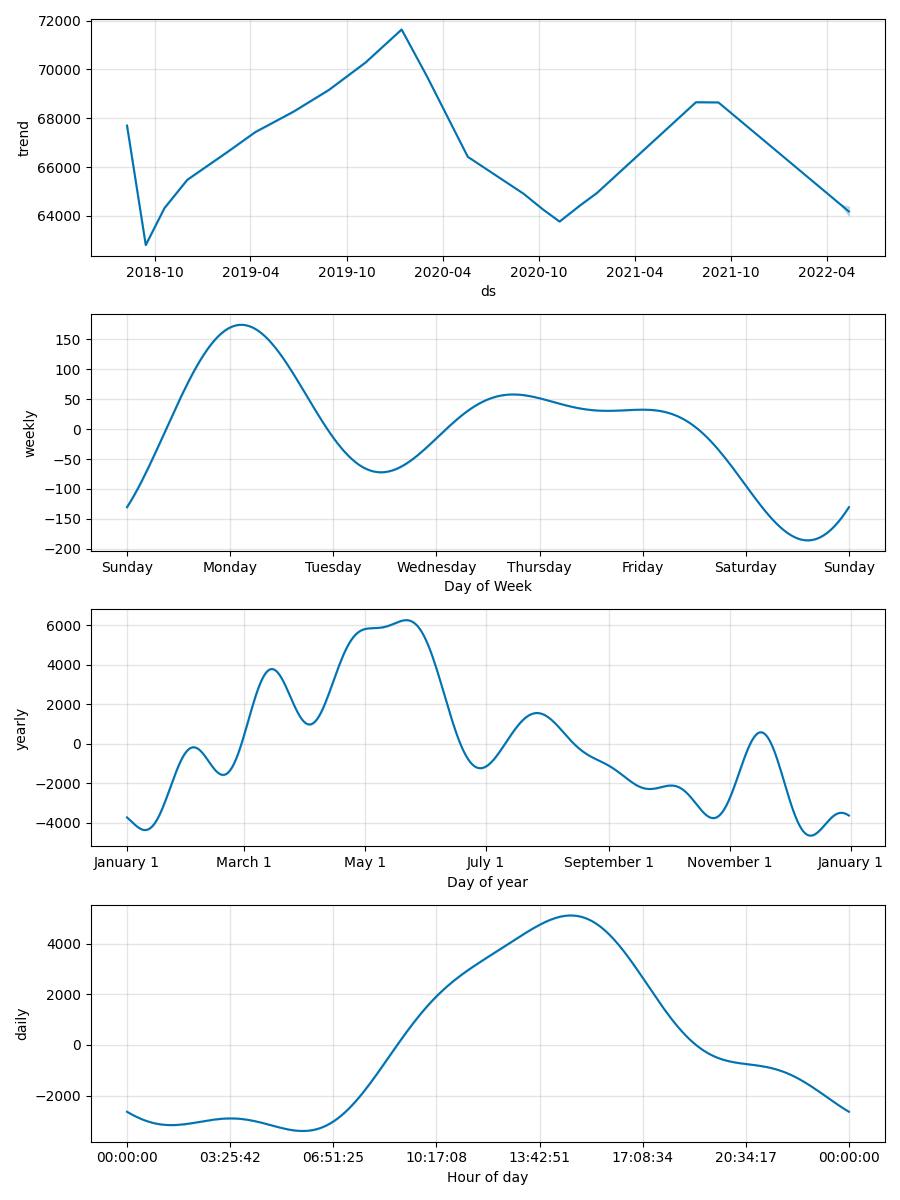 trend
72000
70000
68000
66000
64000
2018-10 2019-04 2019-10 2020-04 2020-10 2021-04 2021-10 2022-04
ds
weekly
150
100
50
0
−50
−100
−150
−200
Sunday Monday Tuesday Wednesday Thursday Friday Saturday Sunday
Day of Week
yearly
6000
4000
2000
0
−2000
−4000
January 1 March 1 May 1 July 1 September 1 November 1 January 1
Day of year
daily
4000
2000
0
−2000
00:00:00 03:25:42 06:51:25 10:17:08 13:42:51 17:08:34 20:34:17 00:00:00
Hour of day